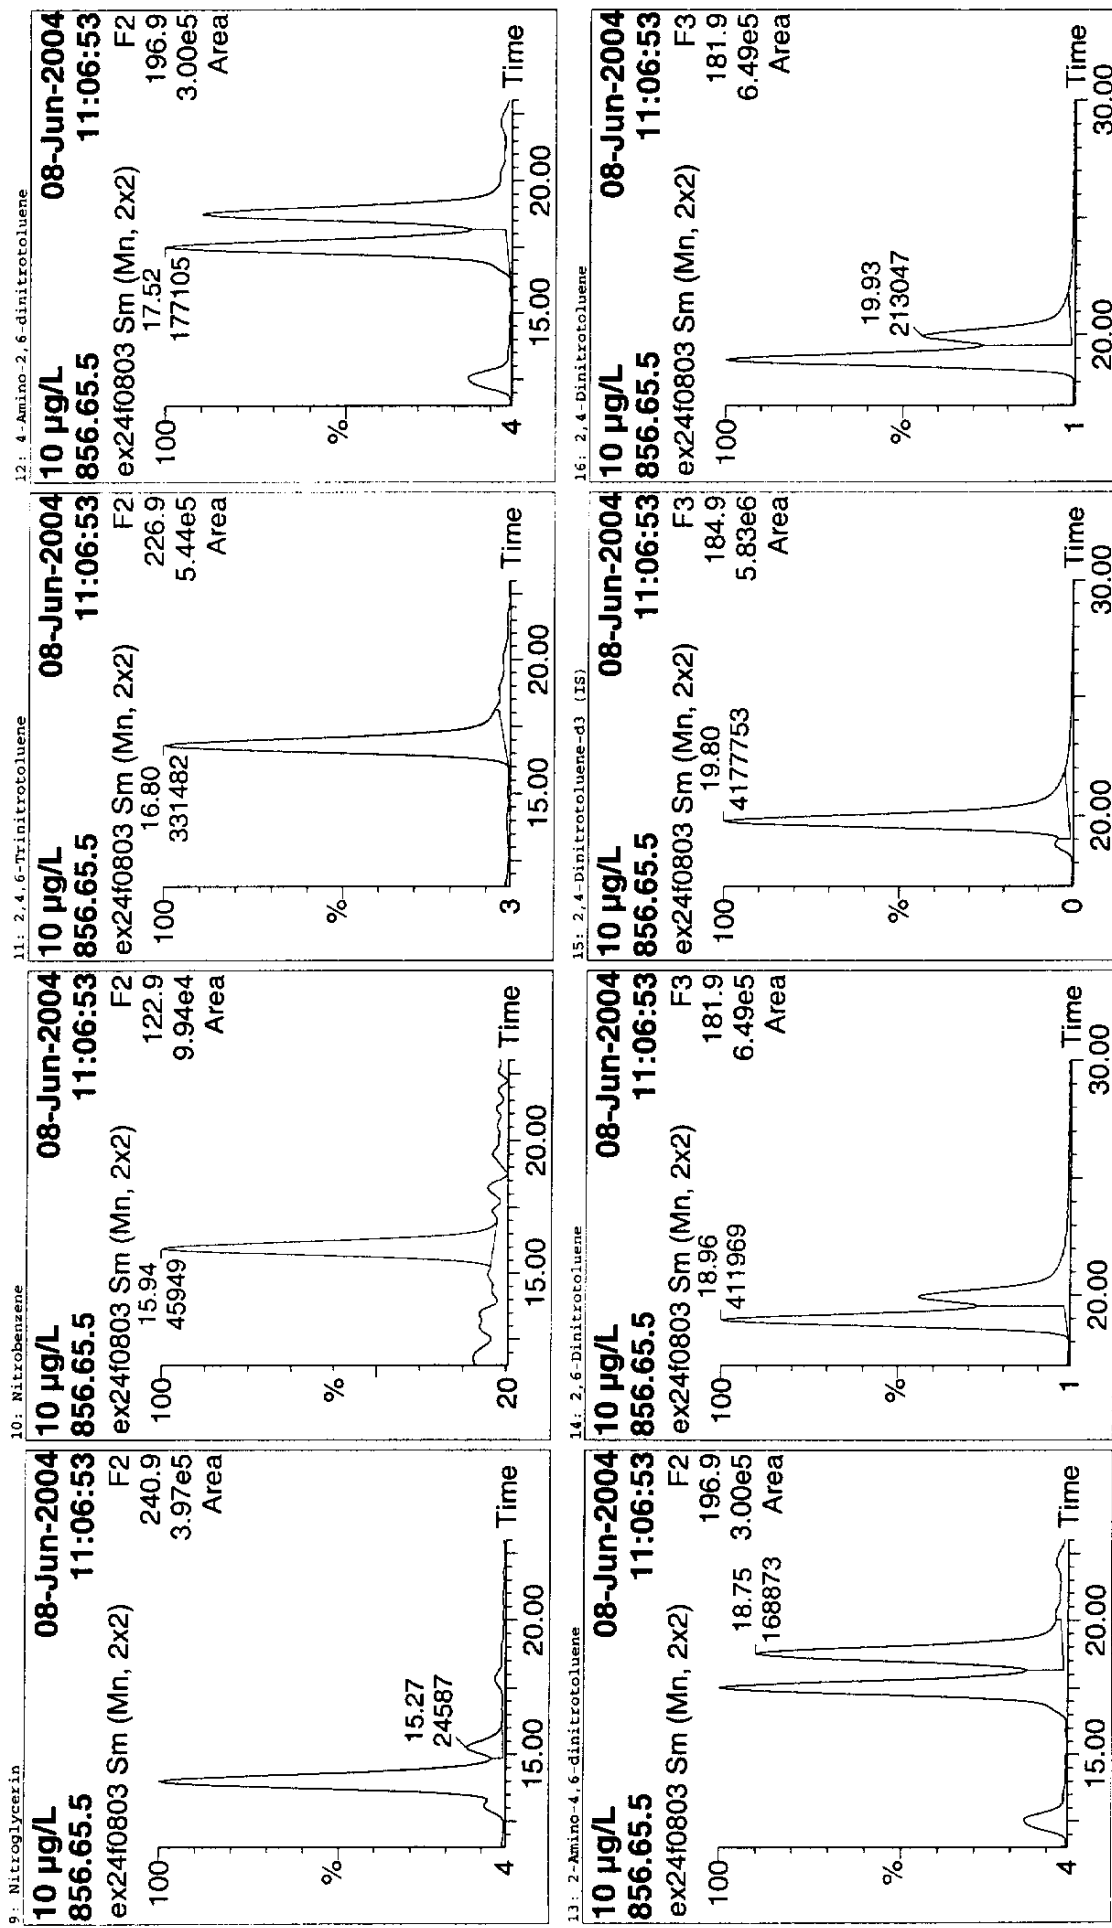 9: Nitroglycerin
10 µg/L 08-Jun-2004
856.65.5 11:06:53
ex24f0803 Sm (Mn, 2x2) F2
240.9
3.97e5
Area
100
%
4
15.27
24587
15.00 20.00 Time
10: Nitrobenzene
10 µg/L 08-Jun-2004
856.65.5 11:06:53
ex24f0803 Sm (Mn, 2x2) F2
122.9
9.94e4
Area
100
%
20
15.94
45949
15.00 20.00 Time
11: 2,4,6-Trinitrotoluene
10 µg/L 08-Jun-2004
856.65.5 11:06:53
ex24f0803 Sm (Mn, 2x2) F2
226.9
5.44e5
Area
100
%
3
16.80
331482
15.00 20.00 Time
12: 4-Amino-2,6-dinitrotoluene
10 µg/L 08-Jun-2004
856.65.5 11:06:53
ex24f0803 Sm (Mn, 2x2) F2
196.9
3.00e5
Area
100
%
4
17.52
177105
15.00 20.00 Time
13: 2-Amino-4,6-dinitrotoluene
10 µg/L 08-Jun-2004
856.65.5 11:06:53
ex24f0803 Sm (Mn, 2x2) F2
196.9
3.00e5
Area
100
%
4
18.75
168873
15.00 20.00 Time
14: 2,6-Dinitrotoluene
10 µg/L 08-Jun-2004
856.65.5 11:06:53
ex24f0803 Sm (Mn, 2x2) F3
181.9
6.49e5
Area
100
%
1
18.96
411969
20.00 30.00 Time
15: 2,4-Dinitrotoluene-d3 (IS)
10 µg/L 08-Jun-2004
856.65.5 11:06:53
ex24f0803 Sm (Mn, 2x2) F3
184.9
5.83e6
Area
100
%
0
19.80
4177753
20.00 30.00 Time
16: 2,4-Dinitrotoluene
10 µg/L 08-Jun-2004
856.65.5 11:06:53
ex24f0803 Sm (Mn, 2x2) F3
181.9
6.49e5
Area
100
%
1
19.93
213047
20.00 30.00 Time